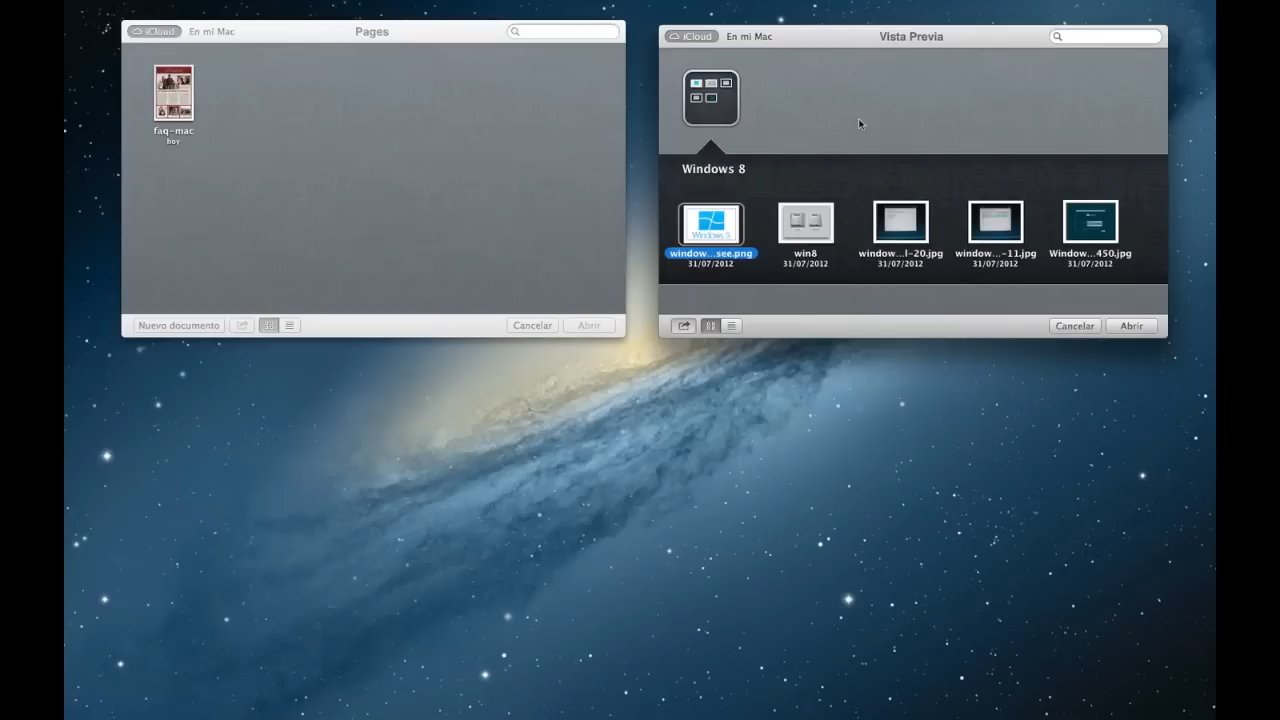 iCloud En mi Mac Pages
faq-mac
hoy
Nuevo documento Cancelar Abrir
iCloud En mi Mac Vista Previa
Windows 8
Windows 8
window...see.png win8 window...l-20.jpg window...-11.jpg Window...450.jpg
31/07/2012 31/07/2012 31/07/2012 31/07/2012 31/07/2012
Cancelar Abrir